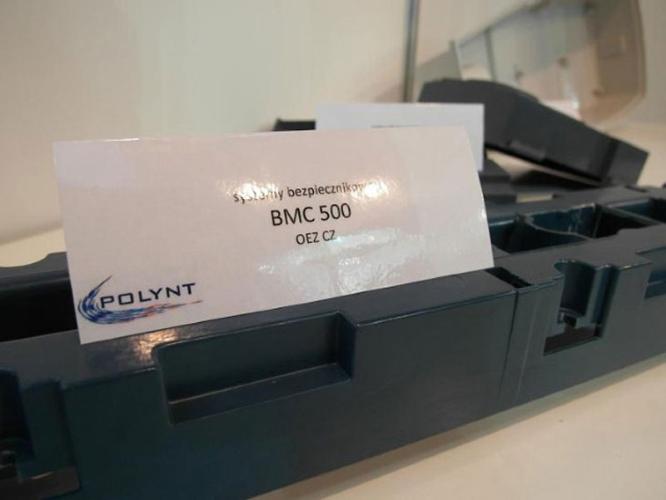 systemy bezpiecznikowe
BMC 500
OEZ CZ
POLYNT